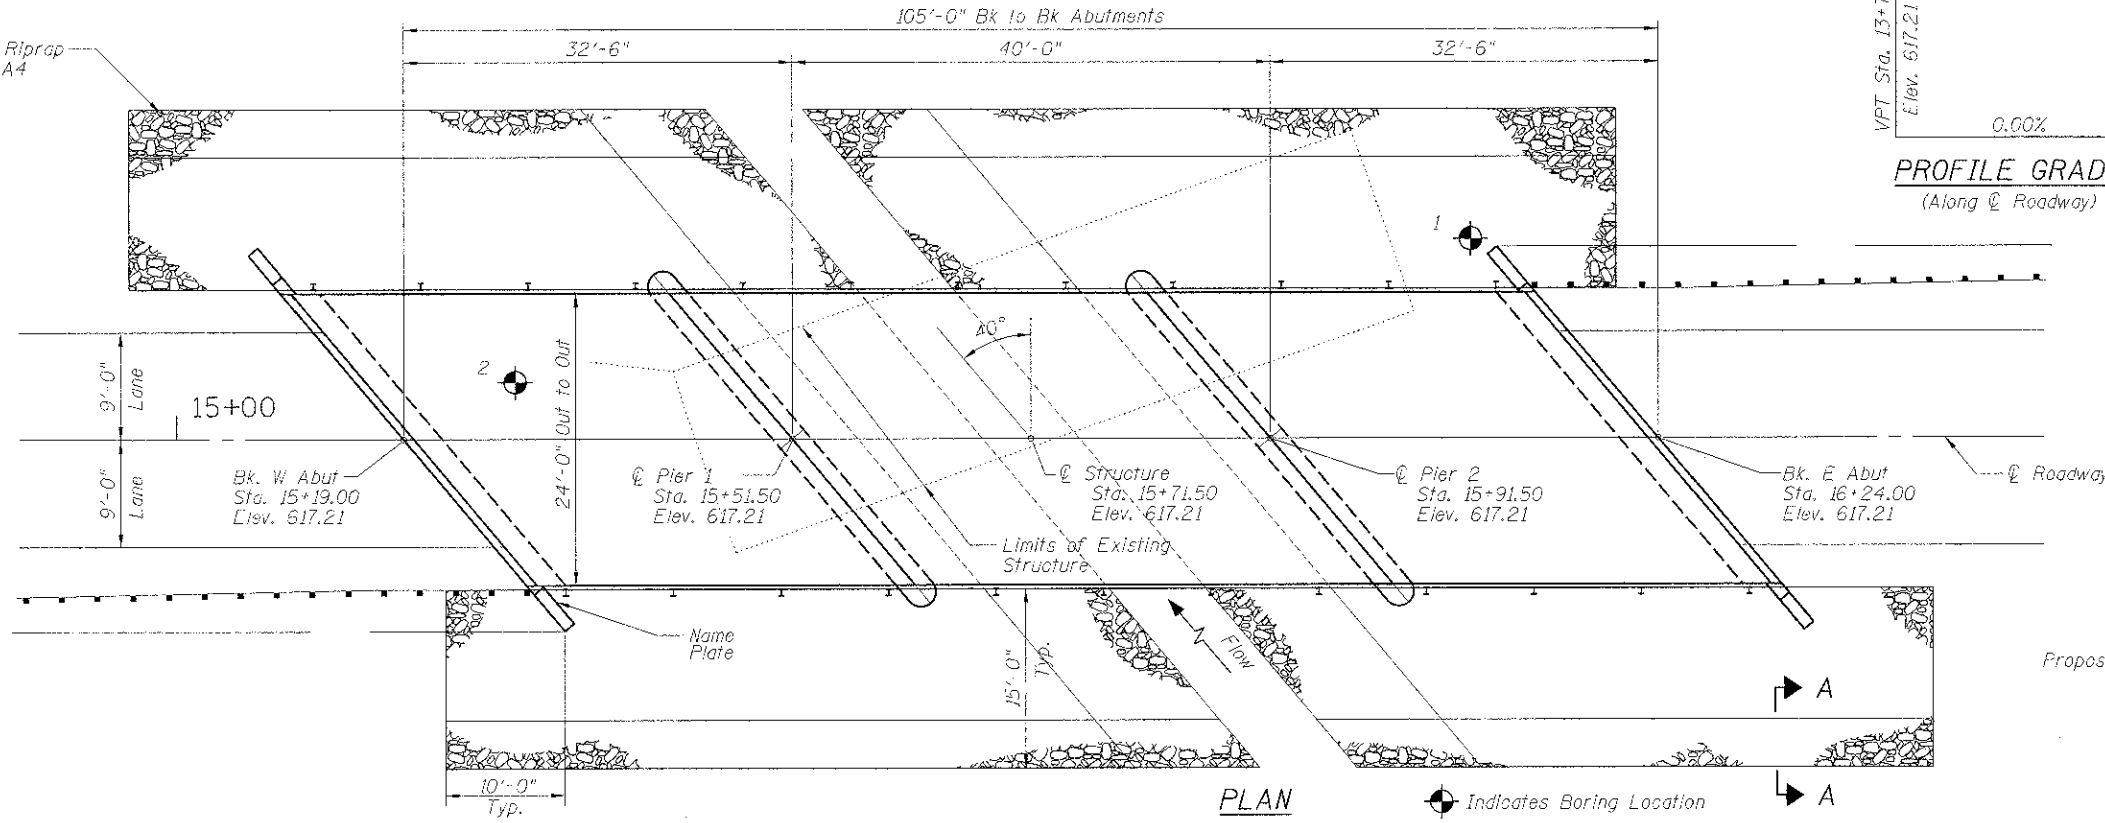 105'-0" Bk to Bk Abutments
32'-6"
40'-0"
32'-6"
Riprap
A4
VPT Sta. 13+7
Elev. 617.21
0.00%
PROFILE GRAD
(Along ℄ Roadway)
1
2
40°
9'-0"
Lane
15+00
9'-0"
Lane
24'-0" Out to Out
Bk. W Abut
Sta. 15+19.00
Elev. 617.21
℄ Pier 1
Sta. 15+51.50
Elev. 617.21
℄ Structure
Sta. 15+71.50
Elev. 617.21
℄ Pier 2
Sta. 15+91.50
Elev. 617.21
Bk. E Abut
Sta. 16+24.00
Elev. 617.21
℄ Roadway
Limits of Existing
Structure
Name
Plate
15'-0"
Typ.
Flow
Propos
A
A
10'-0"
Typ.
PLAN
Indicates Boring Location